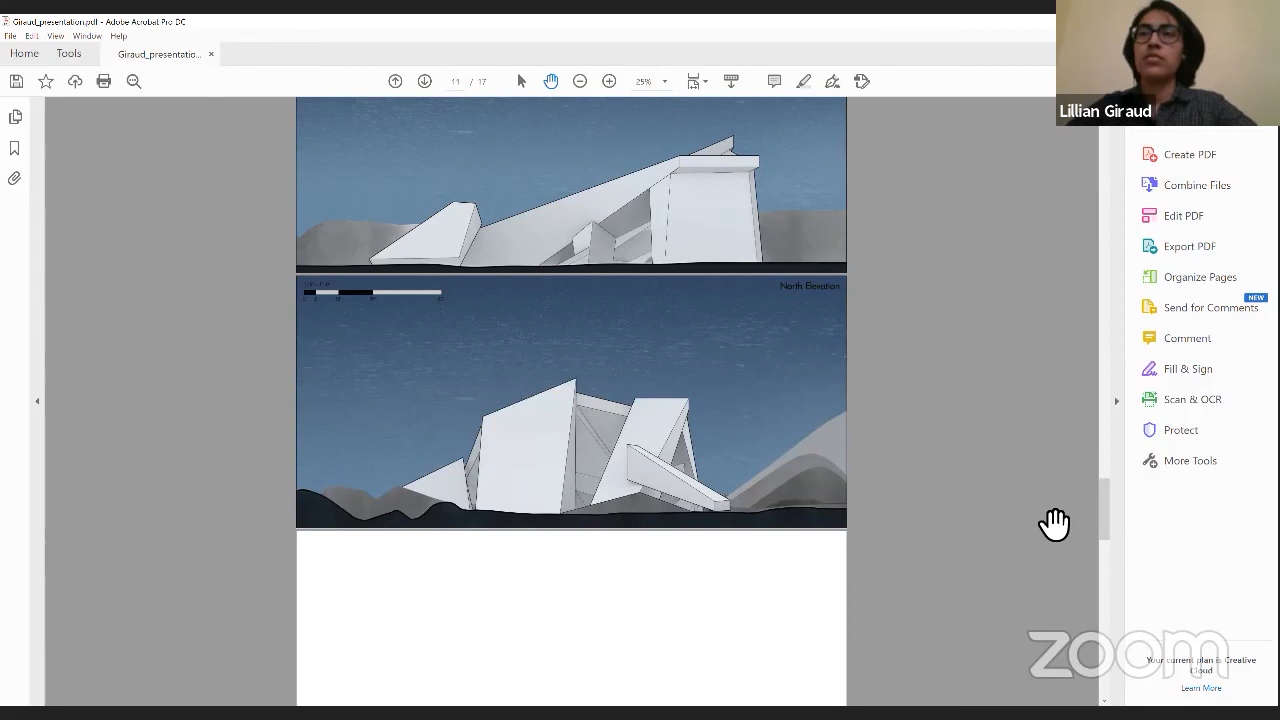 Giraud_presentation.pdf - Adobe Acrobat Pro DC
File Edit View Window Help
Home Tools Giraud_presentatio... ×
11 / 17 25%
Lillian Giraud
Create PDF
Combine Files
Edit PDF
Export PDF
Organize Pages
NEW
Send for Comments
Comment
Fill & Sign
Scan & OCR
Protect
More Tools
North Elevation
zoom
Your current plan is Creative
Cloud
Learn More